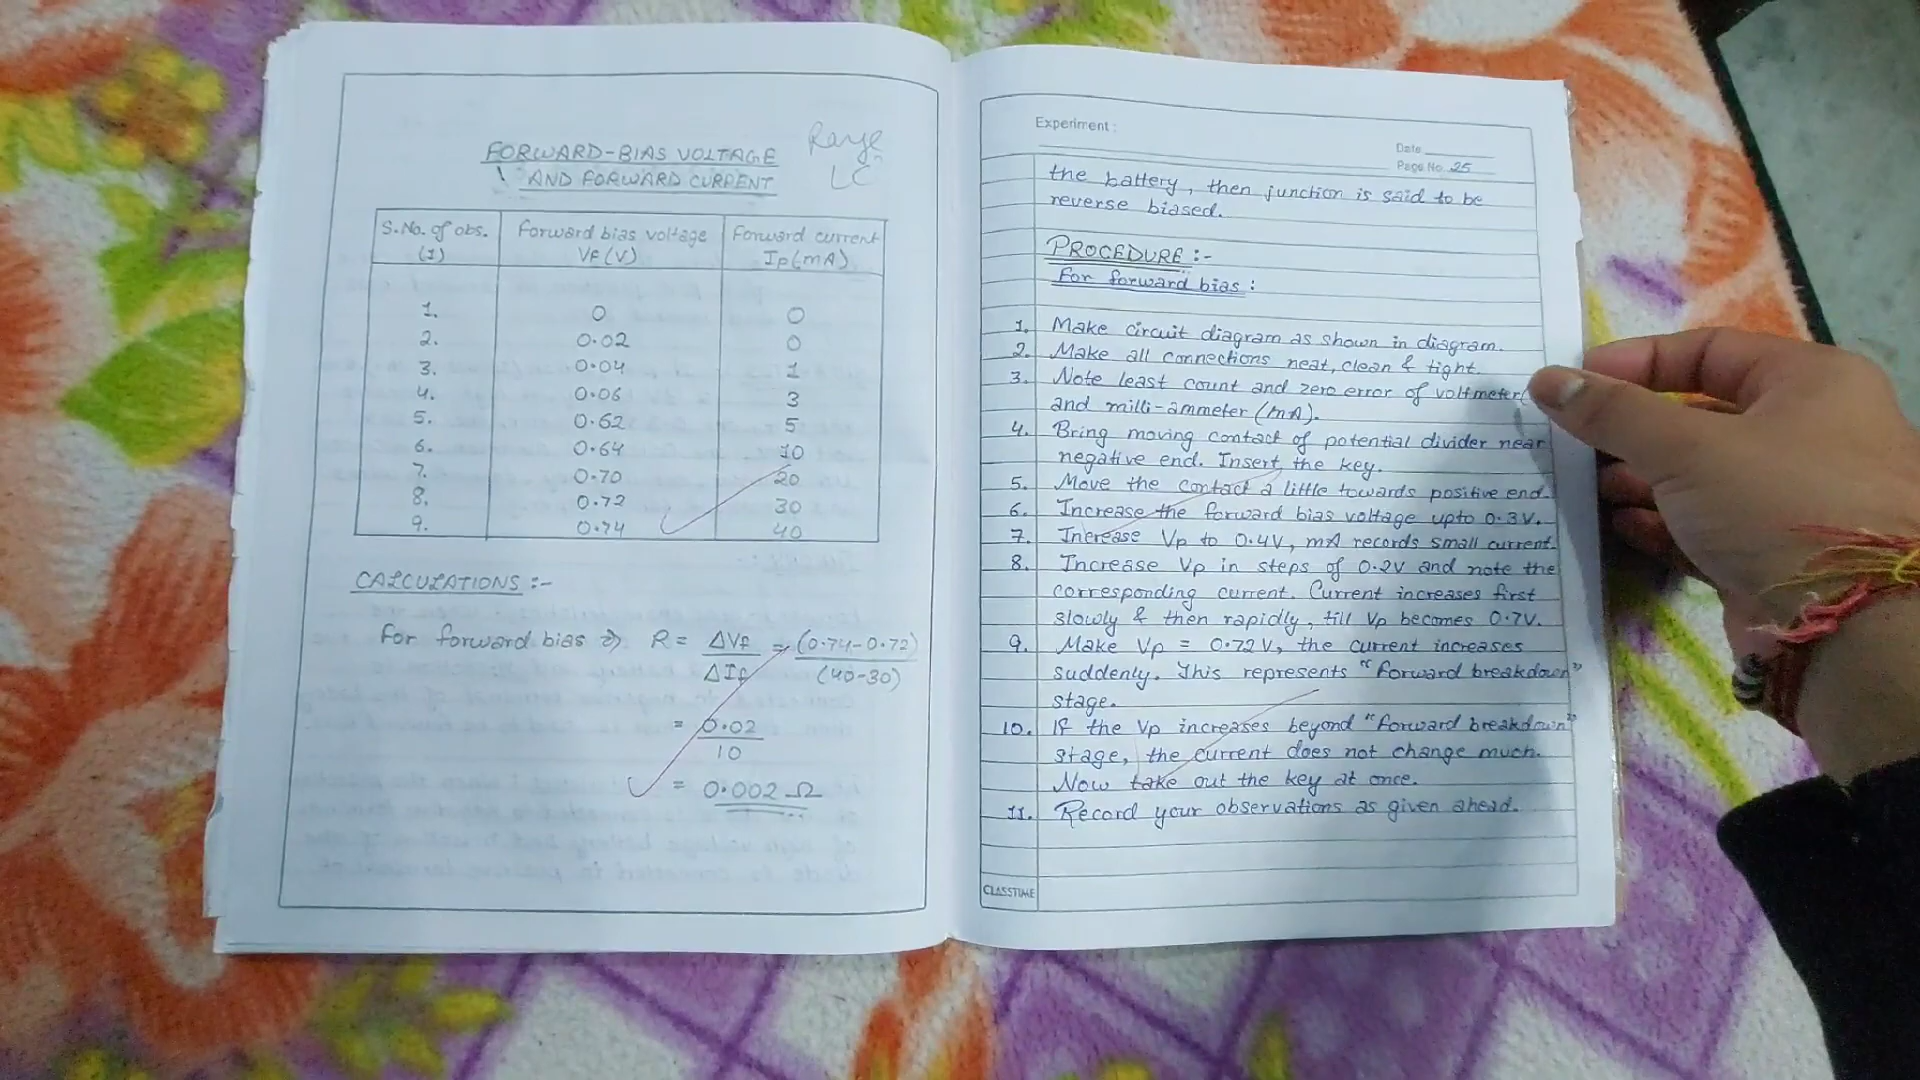 Range
LC
FORWARD-BIAS VOLTAGE
AND FORWARD CURRENT
S.No. of obs. Forward bias voltage Forward current
(I) VF (V) IF (mA)
1. 0 0
2. 0.02 0
3. 0.04 1
4. 0.06 3
5. 0.62 5
6. 0.64 10
7. 0.70 20
8. 0.72 30
9. 0.74 40
CALCULATIONS :-
For forward bias ⇒ R = ΔVf = (0.74-0.72)
ΔIf (40-30)
= 0.02
10
= 0.002 Ω
Experiment :
Date
Page No. 25
the battery, then junction is said to be
reverse biased.
PROCEDURE :-
For forward bias :
1. Make circuit diagram as shown in diagram.
2. Make all connections neat, clean & tight.
3. Note least count and zero error of voltmeter(
and milli-ammeter (mA).
4. Bring moving contact of potential divider near
negative end. Insert the key.
5. Move the contact a little towards positive end.
6. Increase the forward bias voltage upto 0.3V.
7. Increase VF to 0.4V, mA records small current.
8. Increase VF in steps of 0.2V and note the
corresponding current. Current increases first
slowly & then rapidly, till VF becomes 0.7V.
9. Make VF = 0.72V, the current increases
suddenly. This represents "forward breakdown"
stage.
10. If the VF increases beyond "forward breakdown"
stage, the current does not change much.
Now take out the key at once.
11. Record your observations as given ahead.
CLASSTIME